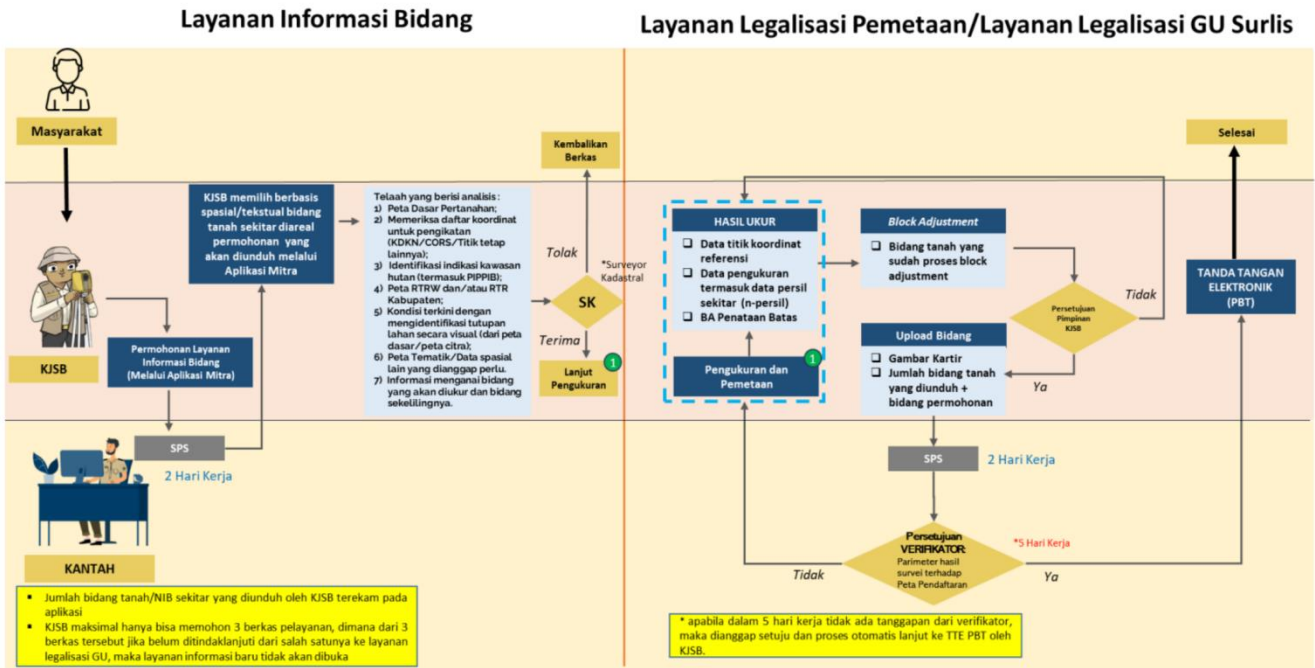 Layanan Informasi Bidang
Layanan Legalisasi Pemetaan/Layanan Legalisasi GU Surlis
Masyarakat
KJSB
Permohonan Layanan
Informasi Bidang
(Melalui Aplikasi Mitra)
SPS
2 Hari Kerja
KANTAH
KJSB memilih berbasis
spasial/tekstual bidang
tanah sekitar diareal
permohonan yang
akan diunduh melalui
Aplikasi Mitra
Telaah yang berisi analisis :
1) Peta Dasar Pertanahan;
2) Memeriksa daftar koordinat
untuk pengikatan
(KDKN/CORS/Titik tetap
lainnya);
3) Identifikasi indikasi kawasan
hutan (termasuk PIPPIB);
4) Peta RTRW dan/atau RTR
Kabupaten;
5) Kondisi terkini dengan
mengidentifikasi tutupan
lahan secara visual (dari peta
dasar/peta citra);
6) Peta Tematik/Data spasial
lain yang dianggap perlu.
7) Informasi menganai bidang
yang akan diukur dan bidang
sekelilingnya.
Kembalikan
Berkas
Tolak
*Surveyor
Kadastral
SK
Terima
1
Lanjut
Pengukuran
▪ Jumlah bidang tanah/NIB sekitar yang diunduh oleh KJSB terekam pada
aplikasi
▪ KJSB maksimal hanya bisa memohon 3 berkas pelayanan, dimana dari 3
berkas tersebut jika belum ditindaklanjuti dari salah satunya ke layanan
legalisasi GU, maka layanan informasi baru tidak akan dibuka
HASIL UKUR
❑ Data titik koordinat
referensi
❑ Data pengukuran
termasuk data persil
sekitar (n-persil)
❑ BA Penataan Batas
1
Pengukuran dan
Pemetaan
Block Adjustment
❑ Bidang tanah yang
sudah proses block
adjustment
Persetujuan
Pimpinan
KJSB
Tidak
Ya
Upload Bidang
❑ Gambar Kartir
❑ Jumlah bidang tanah
yang diunduh +
bidang permohonan
SPS
2 Hari Kerja
Persetujuan
VERIFIKATOR:
Parimeter hasil
survei terhadap
Peta Pendaftaran
Tidak
*5 Hari Kerja
Ya
TANDA TANGAN
ELEKTRONIK
(PBT)
Selesai
* apabila dalam 5 hari kerja tidak ada tanggapan dari verifikator,
maka dianggap setuju dan proses otomatis lanjut ke TTE PBT oleh
KJSB.